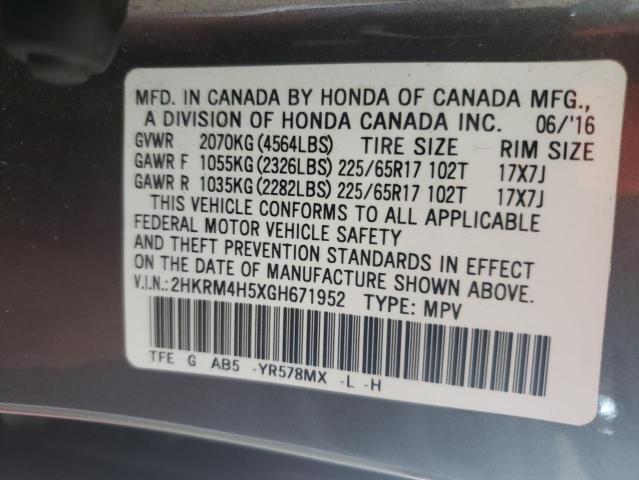 MFD. IN CANADA BY HONDA OF CANADA MFG.,
A DIVISION OF HONDA CANADA INC. 06/'16
GVWR 2070KG(4564LBS) TIRE SIZE RIM SIZE
GAWR F 1055KG(2326LBS) 225/65R17 102T 17X7J
GAWR R 1035KG(2282LBS) 225/65R17 102T 17X7J
THIS VEHICLE CONFORMS TO ALL APPLICABLE
FEDERAL MOTOR VEHICLE SAFETY
AND THEFT PREVENTION STANDARDS IN EFFECT
ON THE DATE OF MANUFACTURE SHOWN ABOVE.
V.I.N.:2HKRM4H5XGH671952 TYPE: MPV
TFE G AB5 -YR578MX -L -H